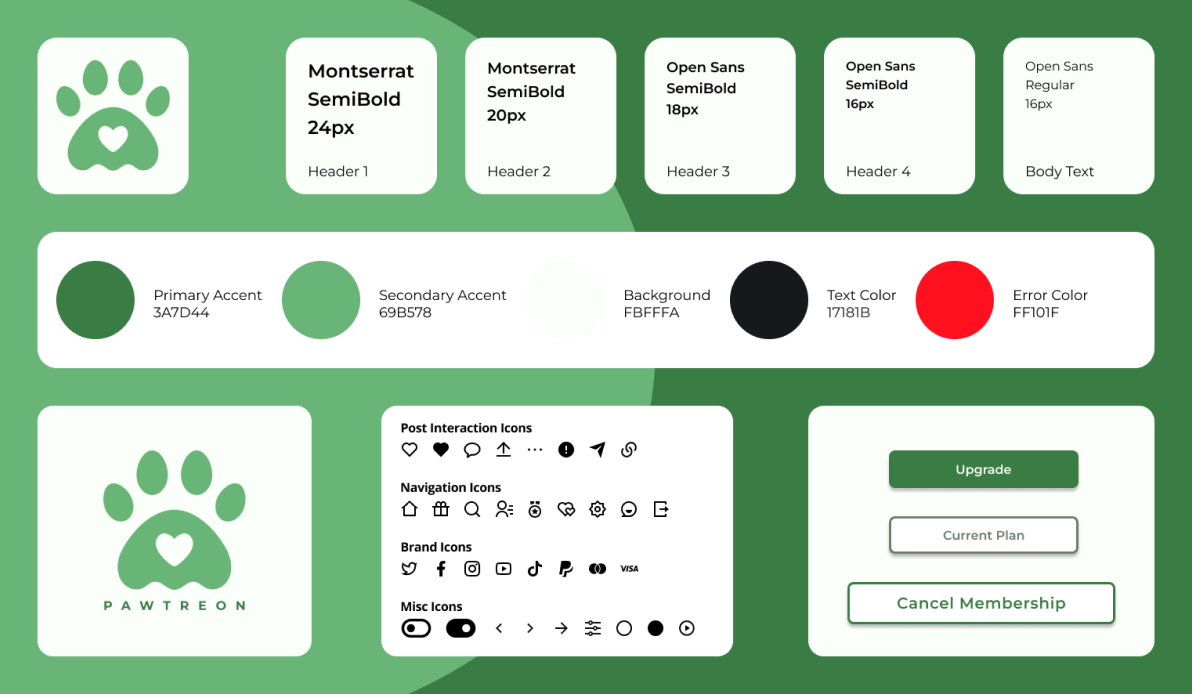 Montserrat
SemiBold
24px
Header 1
Montserrat
SemiBold
20px
Header 2
Open Sans
SemiBold
18px
Header 3
Open Sans
SemiBold
16px
Header 4
Open Sans
Regular
16px
Body Text
Primary Accent
3A7D44
Secondary Accent
69B578
Background
FBFFFA
Text Color
17181B
Error Color
FF101F
PAWTREON
Post Interaction Icons
Navigation Icons
Brand Icons
VISA
Misc Icons
Upgrade
Current Plan
Cancel Membership